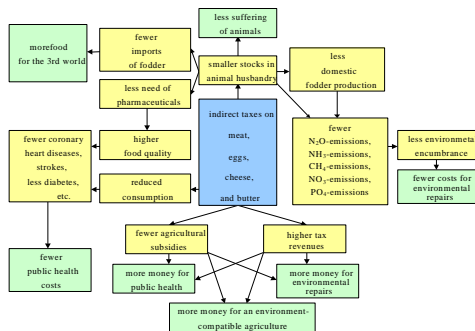 less suffering
of animals
morefood
for the 3rd world
fewer
imports
of fodder
smaller stocks in
animal husbandry
less
domestic
fodder production
less need of
pharmaceuticals
indirect taxes on
meat,
eggs,
cheese,
and butter
fewer
N₂O-emissions,
NH₃-emissions,
CH₄-emissions,
NO₃-emissions,
PO₄-emissions
less environmetal
encumbrance
fewer costs for
environmental
repairs
fewer coronary
heart diseases,
strokes,
less diabetes,
etc.
higher
food quality
reduced
consumption
fewer agricultural
subsidies
higher tax
revenues
fewer
public health
costs
more money for
public health
more money for
environmental
repairs
more money for an environment-
compatible agriculture